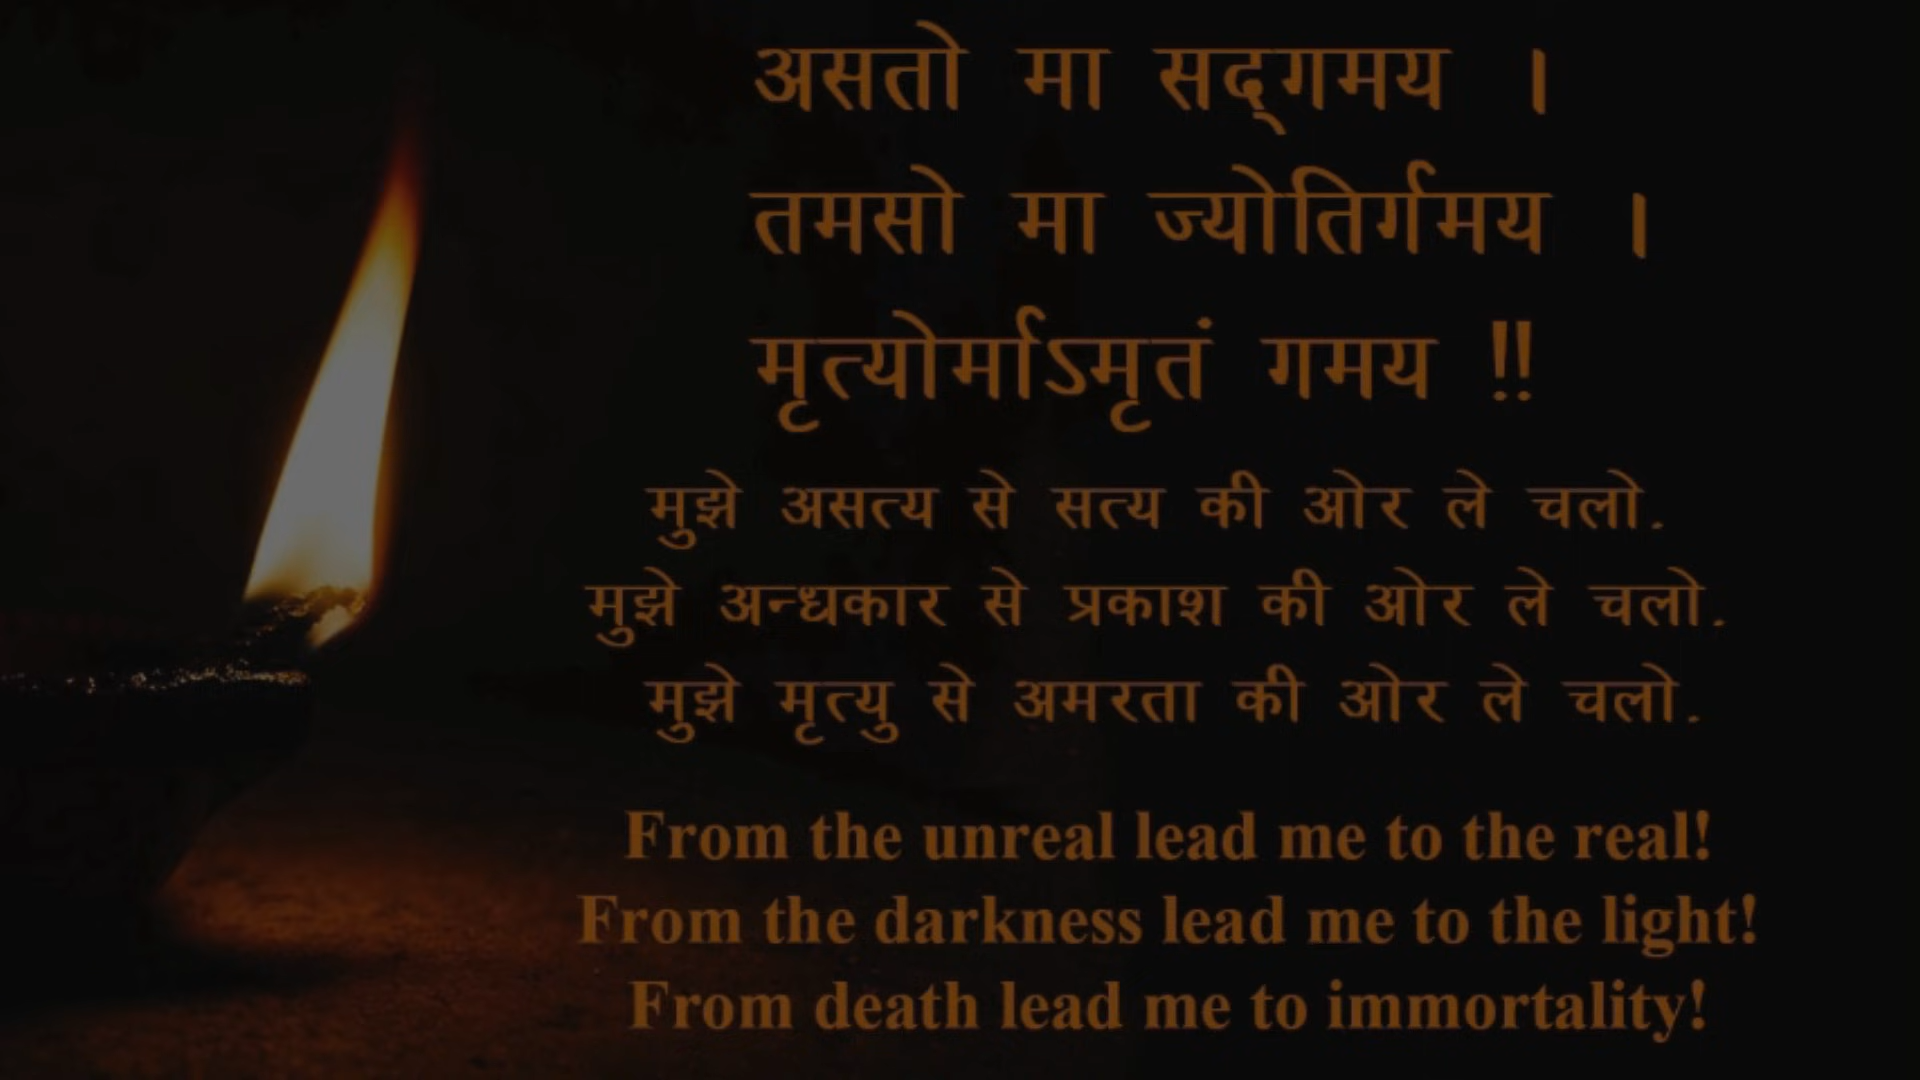 असतो मा सद्‌गमय ।
तमसो मा ज्योतिर्गमय ।
मृत्योर्माऽमृतं गमय !!
मुझे असत्य से सत्य की ओर ले चलो.
मुझे अन्धकार से प्रकाश की ओर ले चलो.
मुझे मृत्यु से अमरता की ओर ले चलो.
From the unreal lead me to the real!
From the darkness lead me to the light!
From death lead me to immortality!